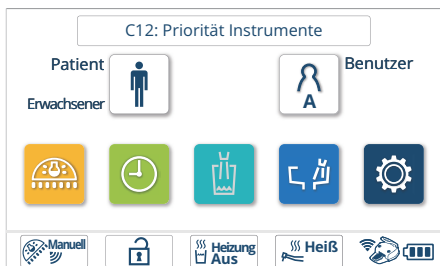 C12: Priorität Instrumente
Patient
Benutzer
Erwachsener
A
Manuell
Heizung
Aus
Heiß